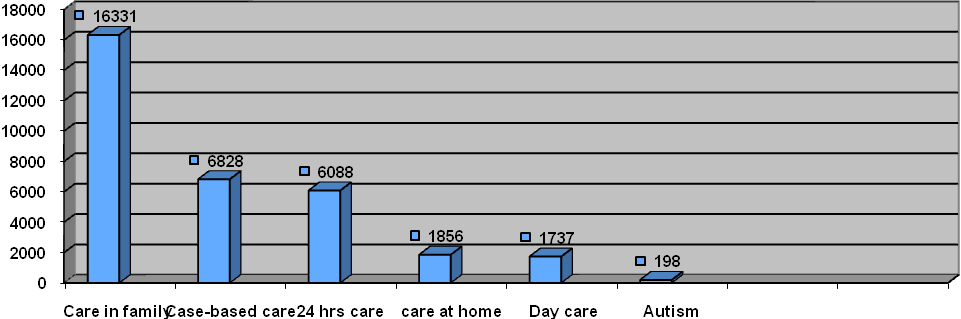 18000
16000
14000
12000
10000
8000
6000
4000
2000
0
16331
6828
6088
1856
1737
198
Care in family
Case-based care
24 hrs care
care at home
Day care
Autism